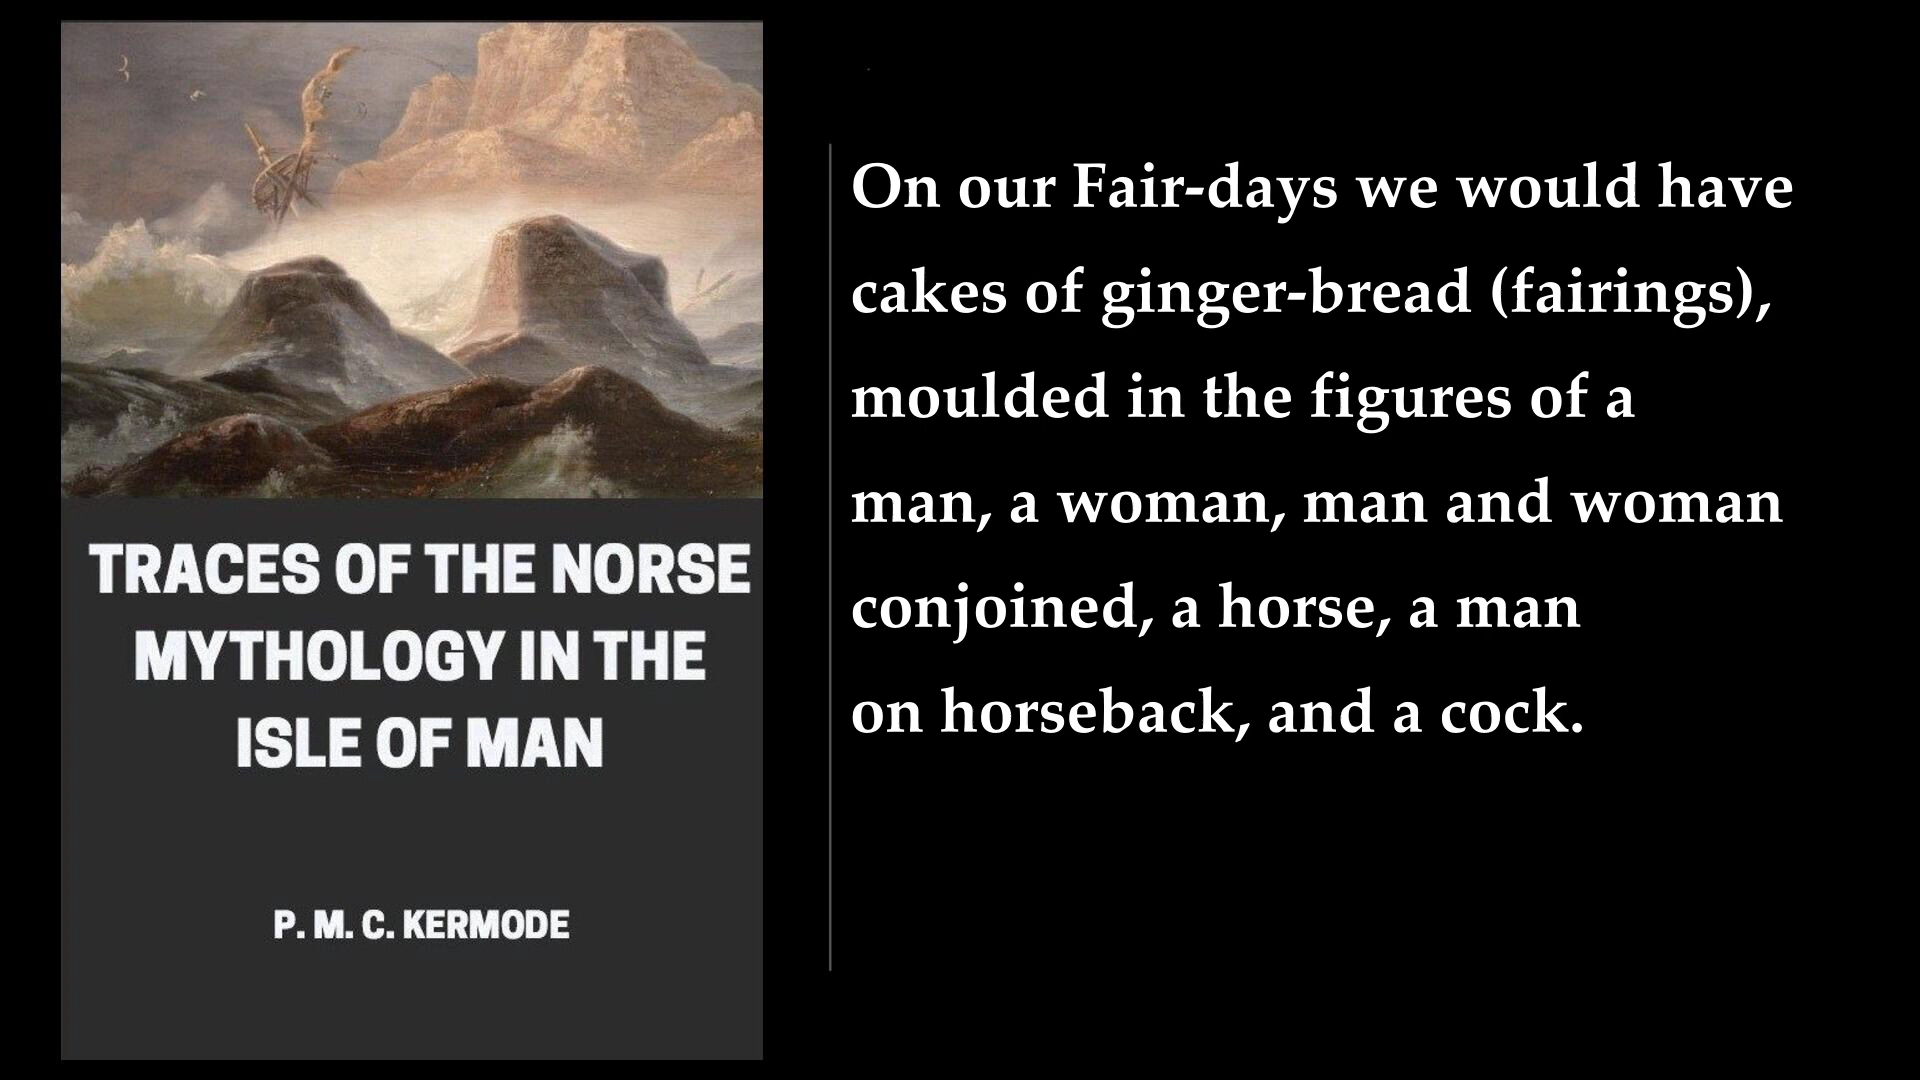 TRACES OF THE NORSE
MYTHOLOGY IN THE
ISLE OF MAN
P. M. C. KERMODE
On our Fair-days we would have
cakes of ginger-bread (fairings),
moulded in the figures of a
man, a woman, man and woman
conjoined, a horse, a man
on horseback, and a cock.